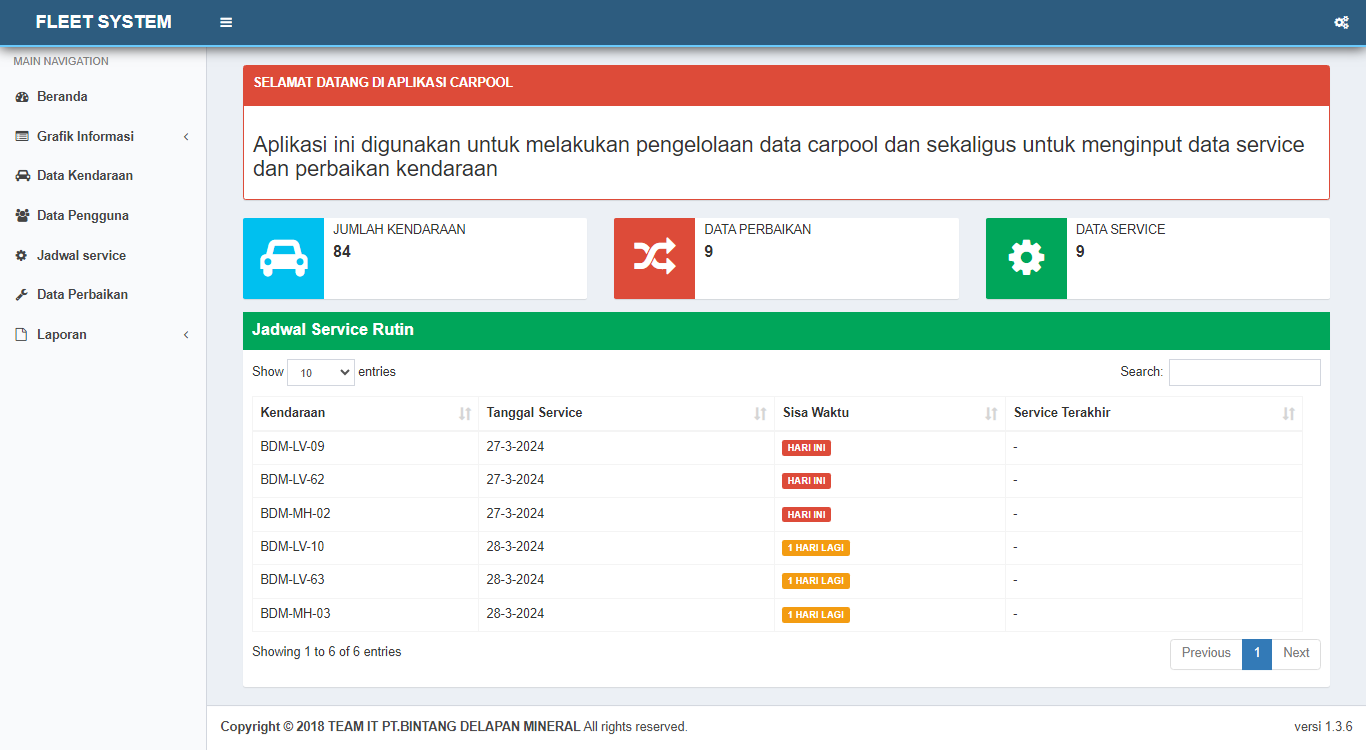 FLEET SYSTEM
MAIN NAVIGATION
Beranda
Grafik Informasi
Data Kendaraan
Data Pengguna
Jadwal service
Data Perbaikan
Laporan
SELAMAT DATANG DI APLIKASI CARPOOL
Aplikasi ini digunakan untuk melakukan pengelolaan data carpool dan sekaligus untuk menginput data service
dan perbaikan kendaraan
JUMLAH KENDARAAN
84
DATA PERBAIKAN
9
DATA SERVICE
9
Jadwal Service Rutin
Show 10 entries Search:
Kendaraan Tanggal Service Sisa Waktu Service Terakhir
BDM-LV-09 27-3-2024 HARI INI -
BDM-LV-62 27-3-2024 HARI INI -
BDM-MH-02 27-3-2024 HARI INI -
BDM-LV-10 28-3-2024 1 HARI LAGI -
BDM-LV-63 28-3-2024 1 HARI LAGI -
BDM-MH-03 28-3-2024 1 HARI LAGI -
Showing 1 to 6 of 6 entries Previous 1 Next
Copyright © 2018 TEAM IT PT.BINTANG DELAPAN MINERAL All rights reserved. versi 1.3.6